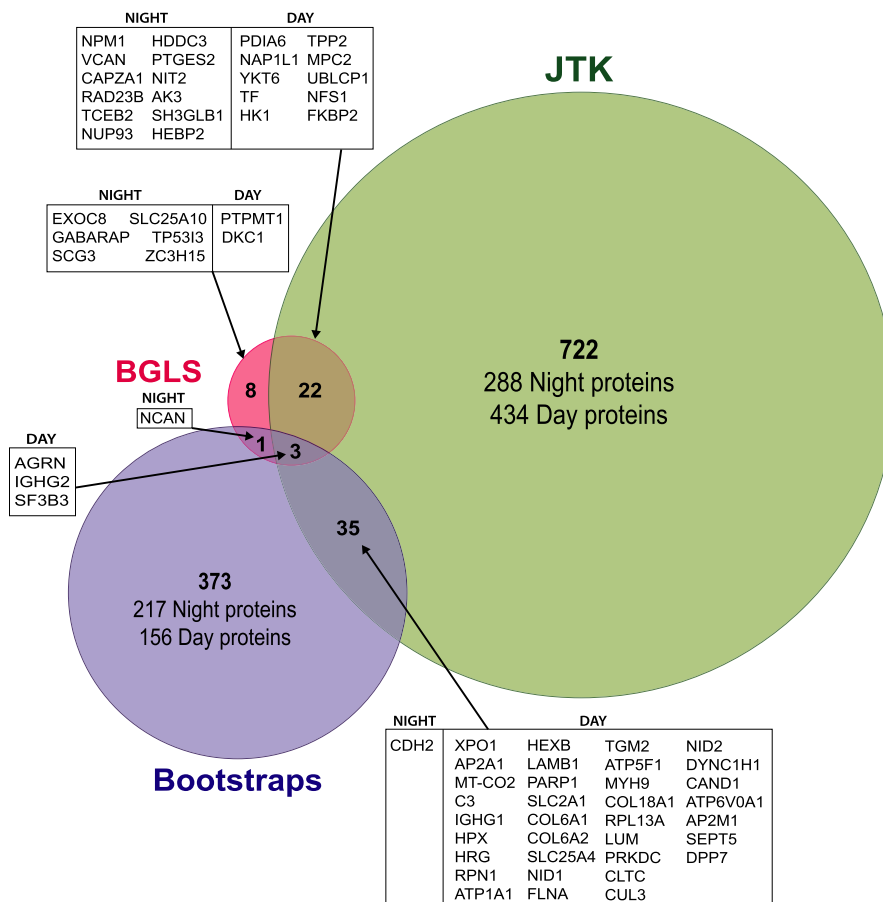 NIGHT DAY
NPM1 HDDC3 PDIA6 TPP2
VCAN PTGES2 NAP1L1 MPC2
CAPZA1 NIT2 YKT6 UBLCP1
RAD23B AK3 TF NFS1
TCEB2 SH3GLB1 HK1 FKBP2
NUP93 HEBP2
JTK
NIGHT DAY
EXOC8 SLC25A10 PTPMT1
GABARAP TP53I3 DKC1
SCG3 ZC3H15
722
288 Night proteins
434 Day proteins
BGLS
8 22
NIGHT
NCAN
1 3
DAY
AGRN
IGHG2
SF3B3
35
373
217 Night proteins
156 Day proteins
Bootstraps
NIGHT DAY
CDH2 XPO1 HEXB TGM2 NID2
AP2A1 LAMB1 ATP5F1 DYNC1H1
MT-CO2 PARP1 MYH9 CAND1
C3 SLC2A1 COL18A1 ATP6V0A1
IGHG1 COL6A1 RPL13A AP2M1
HPX COL6A2 LUM SEPT5
HRG SLC25A4 PRKDC DPP7
RPN1 NID1 CLTC
ATP1A1 FLNA CUL3